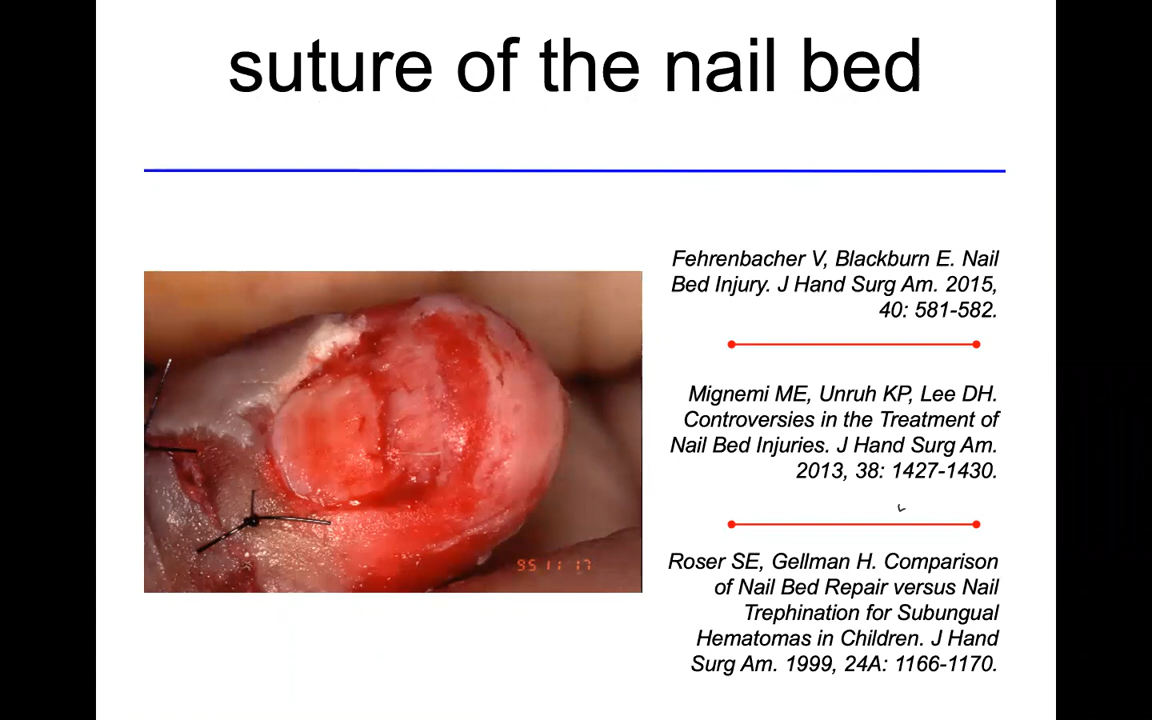 suture of the nail bed
Fehrenbacher V, Blackburn E. Nail
Bed Injury. J Hand Surg Am. 2015,
40: 581-582.
Mignemi ME, Unruh KP, Lee DH.
Controversies in the Treatment of
Nail Bed Injuries. J Hand Surg Am.
2013, 38: 1427-1430.
95 11 17
Roser SE, Gellman H. Comparison
of Nail Bed Repair versus Nail
Trephination for Subungual
Hematomas in Children. J Hand
Surg Am. 1999, 24A: 1166-1170.